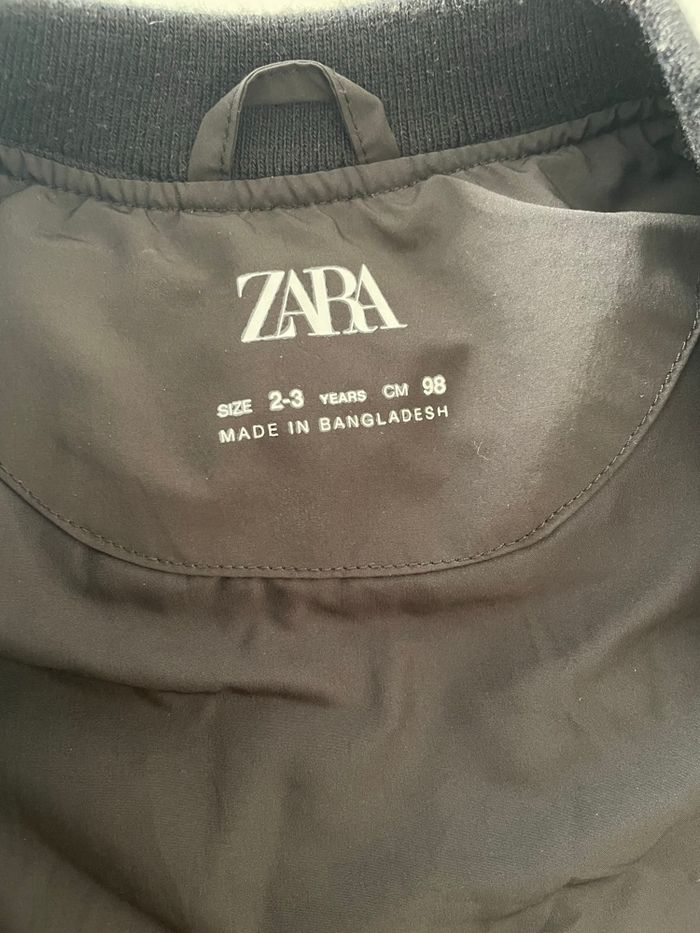 ZARA
SIZE 2-3 YEARS CM 98
MADE IN BANGLADESH